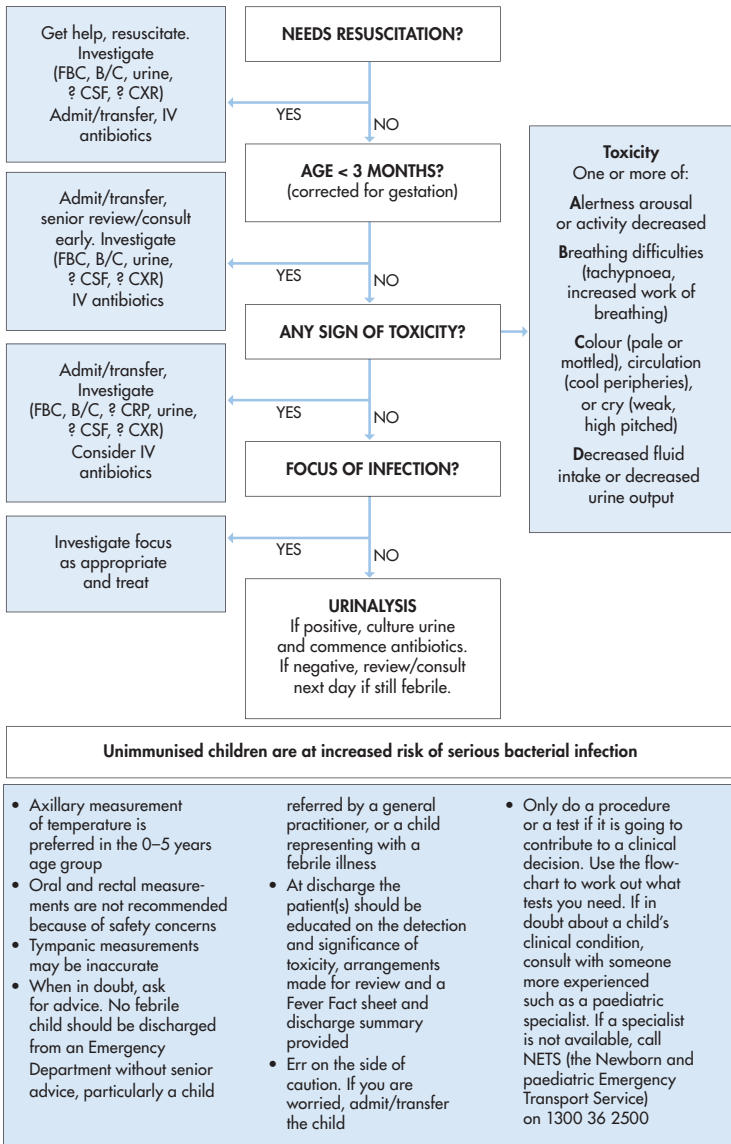 Get help, resuscitate.
Investigate
(FBC, B/C, urine,
? CSF, ? CXR)
Admit/transfer, IV
antibiotics
NEEDS RESUSCITATION?
YES
NO
AGE < 3 MONTHS?
(corrected for gestation)
Admit/transfer,
senior review/consult
early. Investigate
(FBC, B/C, urine,
? CSF, ? CXR)
IV antibiotics
YES
NO
ANY SIGN OF TOXICITY?
Toxicity
One or more of:
Alertness arousal
or activity decreased
Breathing difficulties
(tachypnoea,
increased work of
breathing)
Colour (pale or
mottled), circulation
(cool peripheries),
or cry (weak,
high pitched)
Decreased fluid
intake or decreased
urine output
Admit/transfer,
Investigate
(FBC, B/C, ? CRP, urine,
? CSF, ? CXR)
Consider IV
antibiotics
YES
NO
FOCUS OF INFECTION?
Investigate focus
as appropriate
and treat
YES
NO
URINALYSIS
If positive, culture urine
and commence antibiotics.
If negative, review/consult
next day if still febrile.
Unimmunised children are at increased risk of serious bacterial infection
• Axillary measurement
of temperature is
preferred in the 0–5 years
age group
• Oral and rectal measure-
ments are not recommended
because of safety concerns
• Tympanic measurements
may be inaccurate
• When in doubt, ask
for advice. No febrile
child should be discharged
from an Emergency
Department without senior
advice, particularly a child
referred by a general
practitioner, or a child
representing with a
febrile illness
• At discharge the
patient(s) should be
educated on the detection
and significance of
toxicity, arrangements
made for review and a
Fever Fact sheet and
discharge summary
provided
• Err on the side of
caution. If you are
worried, admit/transfer
the child
• Only do a procedure
or a test if it is going to
contribute to a clinical
decision. Use the flow-
chart to work out what
tests you need. If in
doubt about a child's
clinical condition,
consult with someone
more experienced
such as a paediatric
specialist. If a specialist
is not available, call
NETS (the Newborn and
paediatric Emergency
Transport Service)
on 1300 36 2500